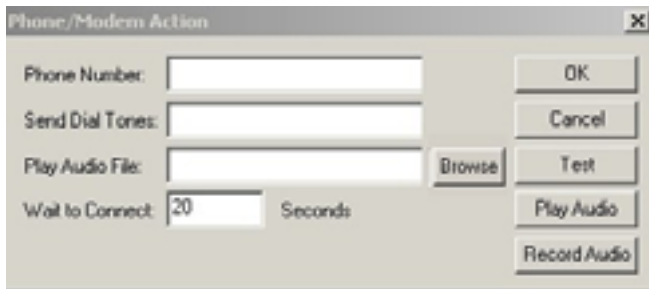 Phone/Modem Action
Phone Number: OK
Send Dial Tones: Cancel
Play Audio File: Browse Test
Wait to Connect: 20 Seconds Play Audio
Record Audio